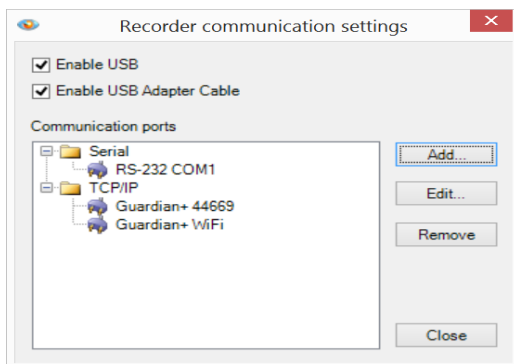 Recorder communication settings
Enable USB
Enable USB Adapter Cable
Communication ports
Serial
RS-232 COM1
TCP/IP
Guardian+ 44669
Guardian+ WiFi
Add...
Edit...
Remove
Close